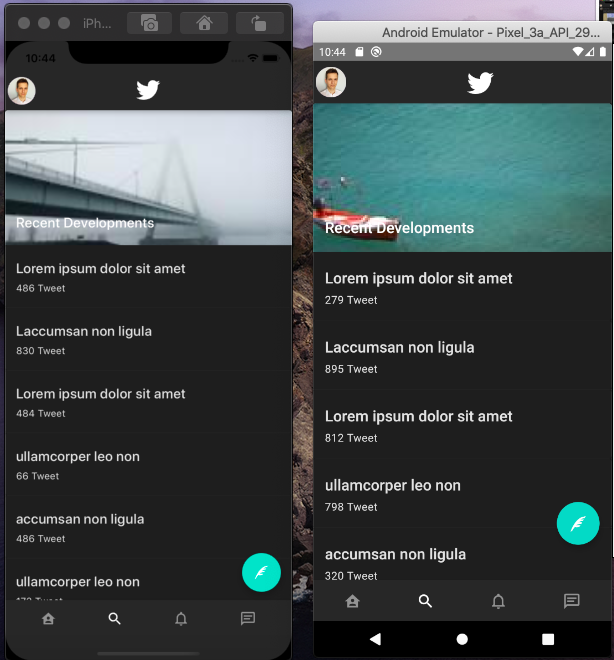 iPh...
10:44
Recent Developments
Lorem ipsum dolor sit amet
486 Tweet
Laccumsan non ligula
830 Tweet
Lorem ipsum dolor sit amet
484 Tweet
ullamcorper leo non
66 Tweet
accumsan non ligula
486 Tweet
ullamcorper leo non
Android Emulator - Pixel_3a_API_29...
10:44
Recent Developments
Lorem ipsum dolor sit amet
279 Tweet
Laccumsan non ligula
895 Tweet
Lorem ipsum dolor sit amet
812 Tweet
ullamcorper leo non
798 Tweet
accumsan non ligula
320 Tweet